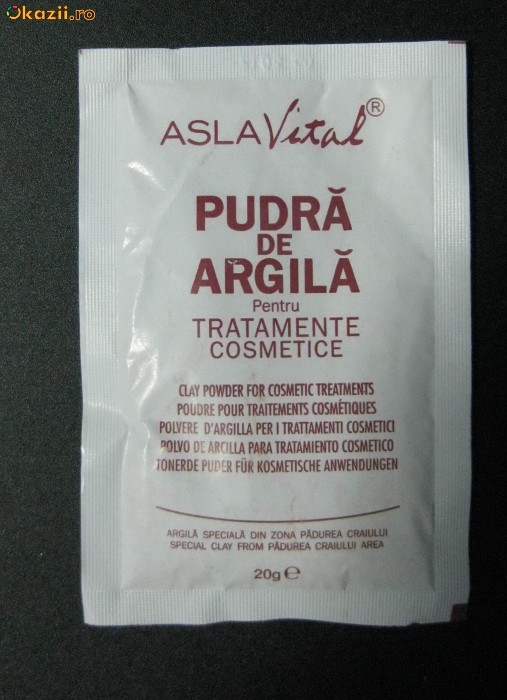 Okazii.ro
ASLAVital®
PUDRĂ
DE
ARGILĂ
Pentru
TRATAMENTE
COSMETICE
CLAY POWDER FOR COSMETIC TREATMENTS
POUDRE POUR TRAITEMENTS COSMÉTIQUES
POLVERE D'ARGILLA PER I TRATTAMENTI COSMETICI
POLVO DE ARCILLA PARA TRATAMIENTO COSMETICO
TONERDE PUDER FÜR KOSMETISCHE ANWENDUNGEN
ARGILĂ SPECIALĂ DIN ZONA PĂDUREA CRAIULUI
SPECIAL CLAY FROM PĂDUREA CRAIULUI AREA
20g ℮